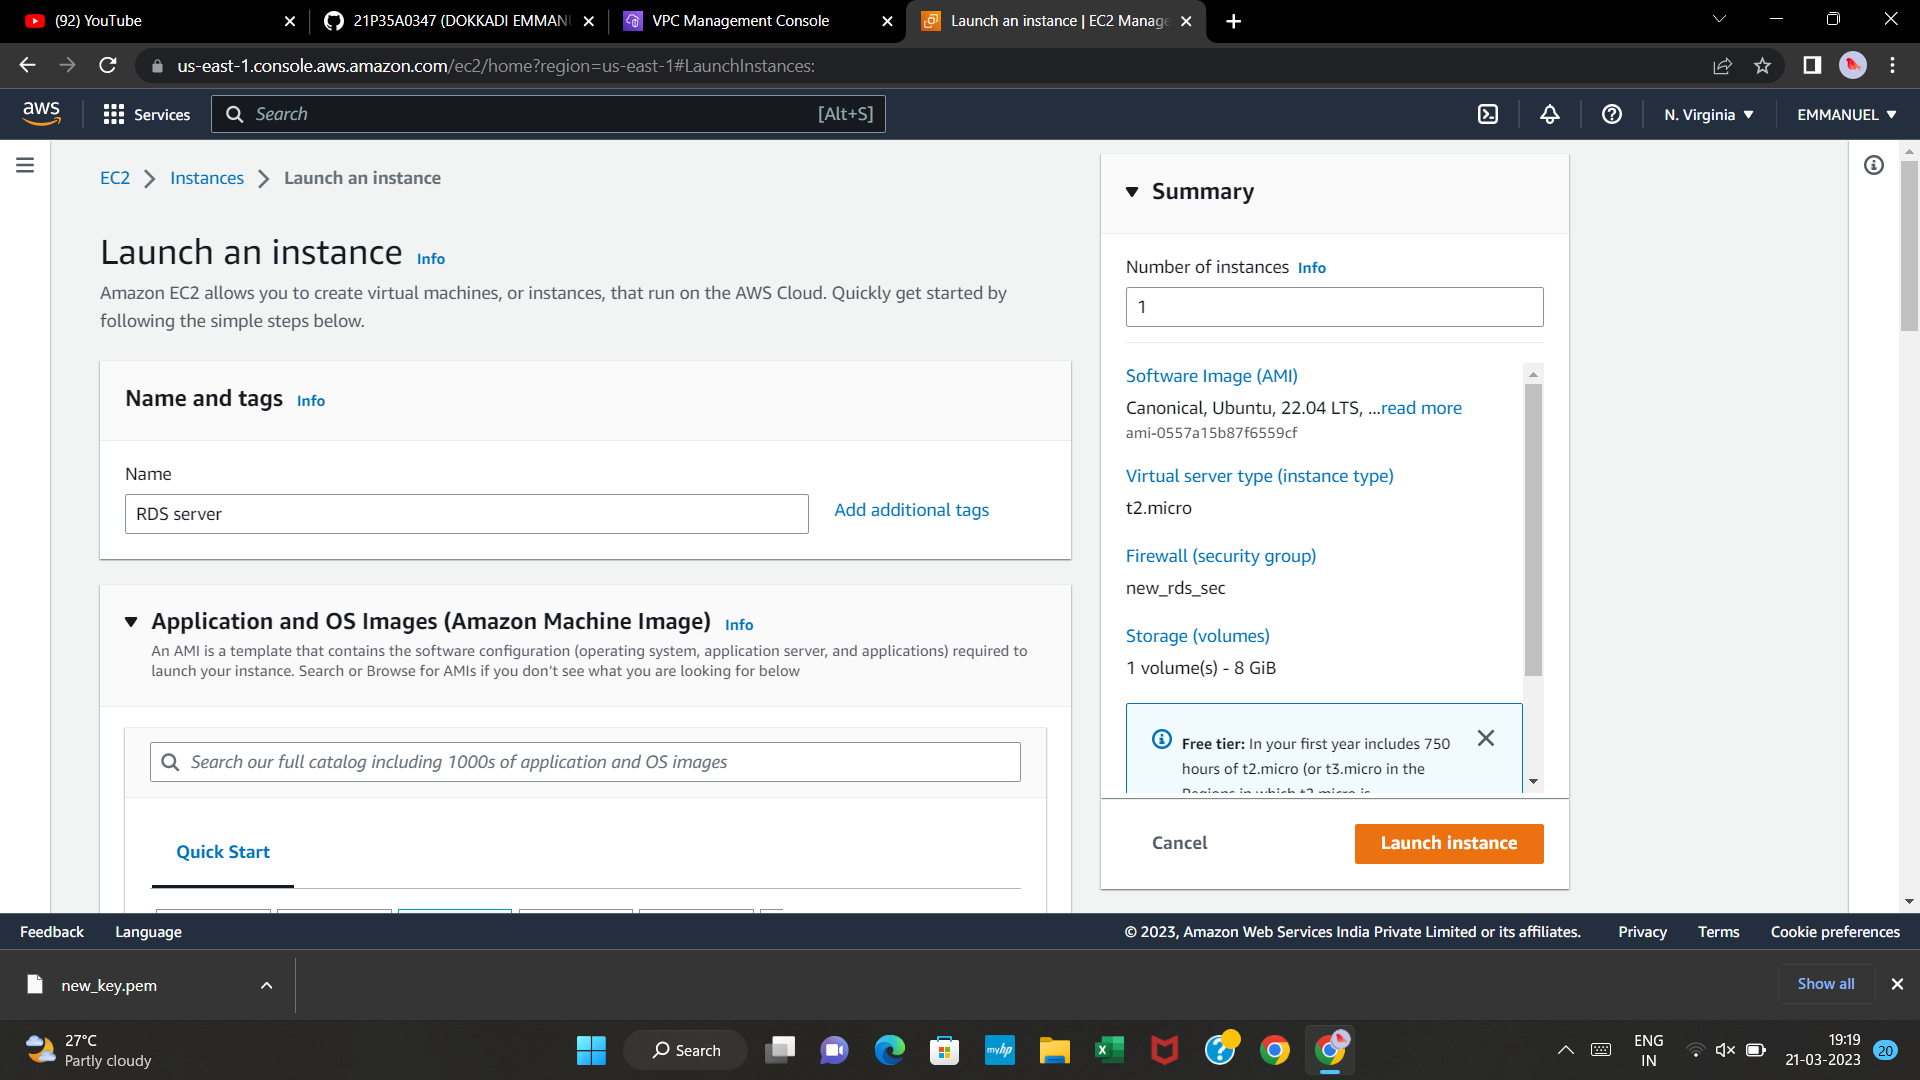 (92) YouTube
21P35A0347 (DOKKADI EMMANU
VPC Management Console
Launch an instance | EC2 Manage
us-east-1.console.aws.amazon.com/ec2/home?region=us-east-1#LaunchInstances:
aws
Services
Search
[Alt+S]
N. Virginia
EMMANUEL
EC2
Instances
Launch an instance
Launch an instance Info
Amazon EC2 allows you to create virtual machines, or instances, that run on the AWS Cloud. Quickly get started by
following the simple steps below.
Name and tags Info
Name
RDS server
Add additional tags
Application and OS Images (Amazon Machine Image) Info
An AMI is a template that contains the software configuration (operating system, application server, and applications) required to
launch your instance. Search or Browse for AMIs if you don't see what you are looking for below
Search our full catalog including 1000s of application and OS images
Quick Start
Summary
Number of instances Info
1
Software Image (AMI)
Canonical, Ubuntu, 22.04 LTS, ...read more
ami-0557a15b87f6559cf
Virtual server type (instance type)
t2.micro
Firewall (security group)
new_rds_sec
Storage (volumes)
1 volume(s) - 8 GiB
Free tier: In your first year includes 750
hours of t2.micro (or t3.micro in the
Regions in which t2.micro is
Cancel
Launch instance
Feedback
Language
© 2023, Amazon Web Services India Private Limited or its affiliates.
Privacy
Terms
Cookie preferences
new_key.pem
Show all
27°C
Partly cloudy
Search
myhp
ENG
IN
19:19
21-03-2023
20